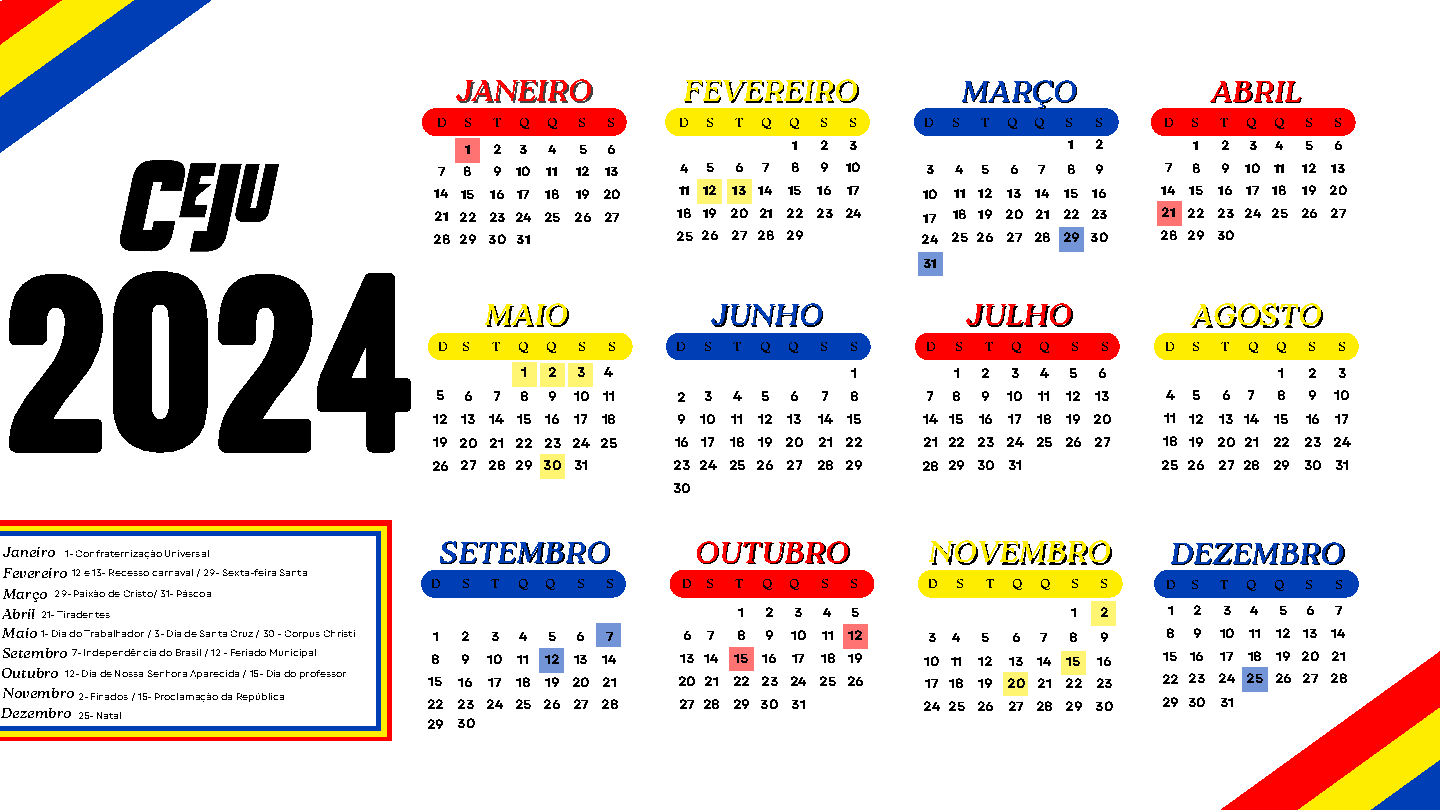 CEJU
2024
Janeiro 1- Confraternização Universal
Fevereiro 12 e 13- Recesso carnaval / 29- Sexta-feira Santa
Março 29- Paixão de Cristo/ 31- Páscoa
Abril 21- Tiradentes
Maio 1- Dia do Trabalhador / 3- Dia de Santa Cruz / 30 - Corpus Christi
Setembro 7- Independência do Brasil / 12 - Feriado Municipal
Outubro 12- Dia de Nossa Senhora Aparecida / 15- Dia do professor
Novembro 2- Finados / 15- Proclamação da República
Dezembro 25- Natal
JANEIRO
D S T Q Q S S
1 2 3 4 5 6
7 8 9 10 11 12 13
14 15 16 17 18 19 20
21 22 23 24 25 26 27
28 29 30 31
FEVEREIRO
D S T Q Q S S
1 2 3
4 5 6 7 8 9 10
11 12 13 14 15 16 17
18 19 20 21 22 23 24
25 26 27 28 29
MARÇO
D S T Q Q S S
1 2
3 4 5 6 7 8 9
10 11 12 13 14 15 16
17 18 19 20 21 22 23
24 25 26 27 28 29 30
31
ABRIL
D S T Q Q S S
1 2 3 4 5 6
7 8 9 10 11 12 13
14 15 16 17 18 19 20
21 22 23 24 25 26 27
28 29 30
MAIO
D S T Q Q S S
1 2 3 4
5 6 7 8 9 10 11
12 13 14 15 16 17 18
19 20 21 22 23 24 25
26 27 28 29 30 31
JUNHO
D S T Q Q S S
1
2 3 4 5 6 7 8
9 10 11 12 13 14 15
16 17 18 19 20 21 22
23 24 25 26 27 28 29
30
JULHO
D S T Q Q S S
1 2 3 4 5 6
7 8 9 10 11 12 13
14 15 16 17 18 19 20
21 22 23 24 25 26 27
28 29 30 31
AGOSTO
D S T Q Q S S
1 2 3
4 5 6 7 8 9 10
11 12 13 14 15 16 17
18 19 20 21 22 23 24
25 26 27 28 29 30 31
SETEMBRO
D S T Q Q S S
1 2 3 4 5 6 7
8 9 10 11 12 13 14
15 16 17 18 19 20 21
22 23 24 25 26 27 28
29 30
OUTUBRO
D S T Q Q S S
1 2 3 4 5
6 7 8 9 10 11 12
13 14 15 16 17 18 19
20 21 22 23 24 25 26
27 28 29 30 31
NOVEMBRO
D S T Q Q S S
1 2
3 4 5 6 7 8 9
10 11 12 13 14 15 16
17 18 19 20 21 22 23
24 25 26 27 28 29 30
DEZEMBRO
D S T Q Q S S
1 2 3 4 5 6 7
8 9 10 11 12 13 14
15 16 17 18 19 20 21
22 23 24 25 26 27 28
29 30 31